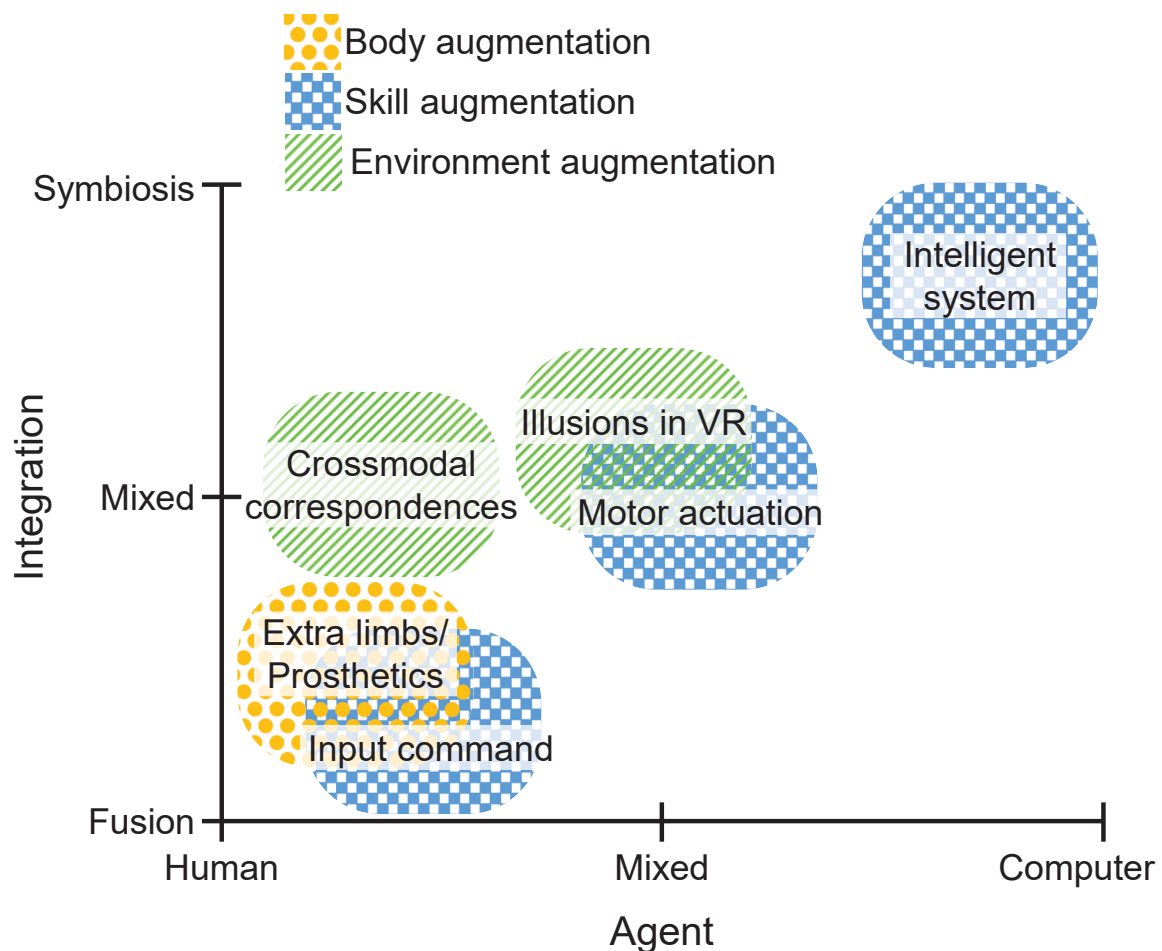 Body augmentation
Skill augmentation
Environment augmentation
Symbiosis
Intelligent
system
Illusions in VR
Crossmodal
correspondences
Mixed
Motor actuation
Integration
Extra limbs/
Prosthetics
Input command
Fusion
Human
Mixed
Computer
Agent